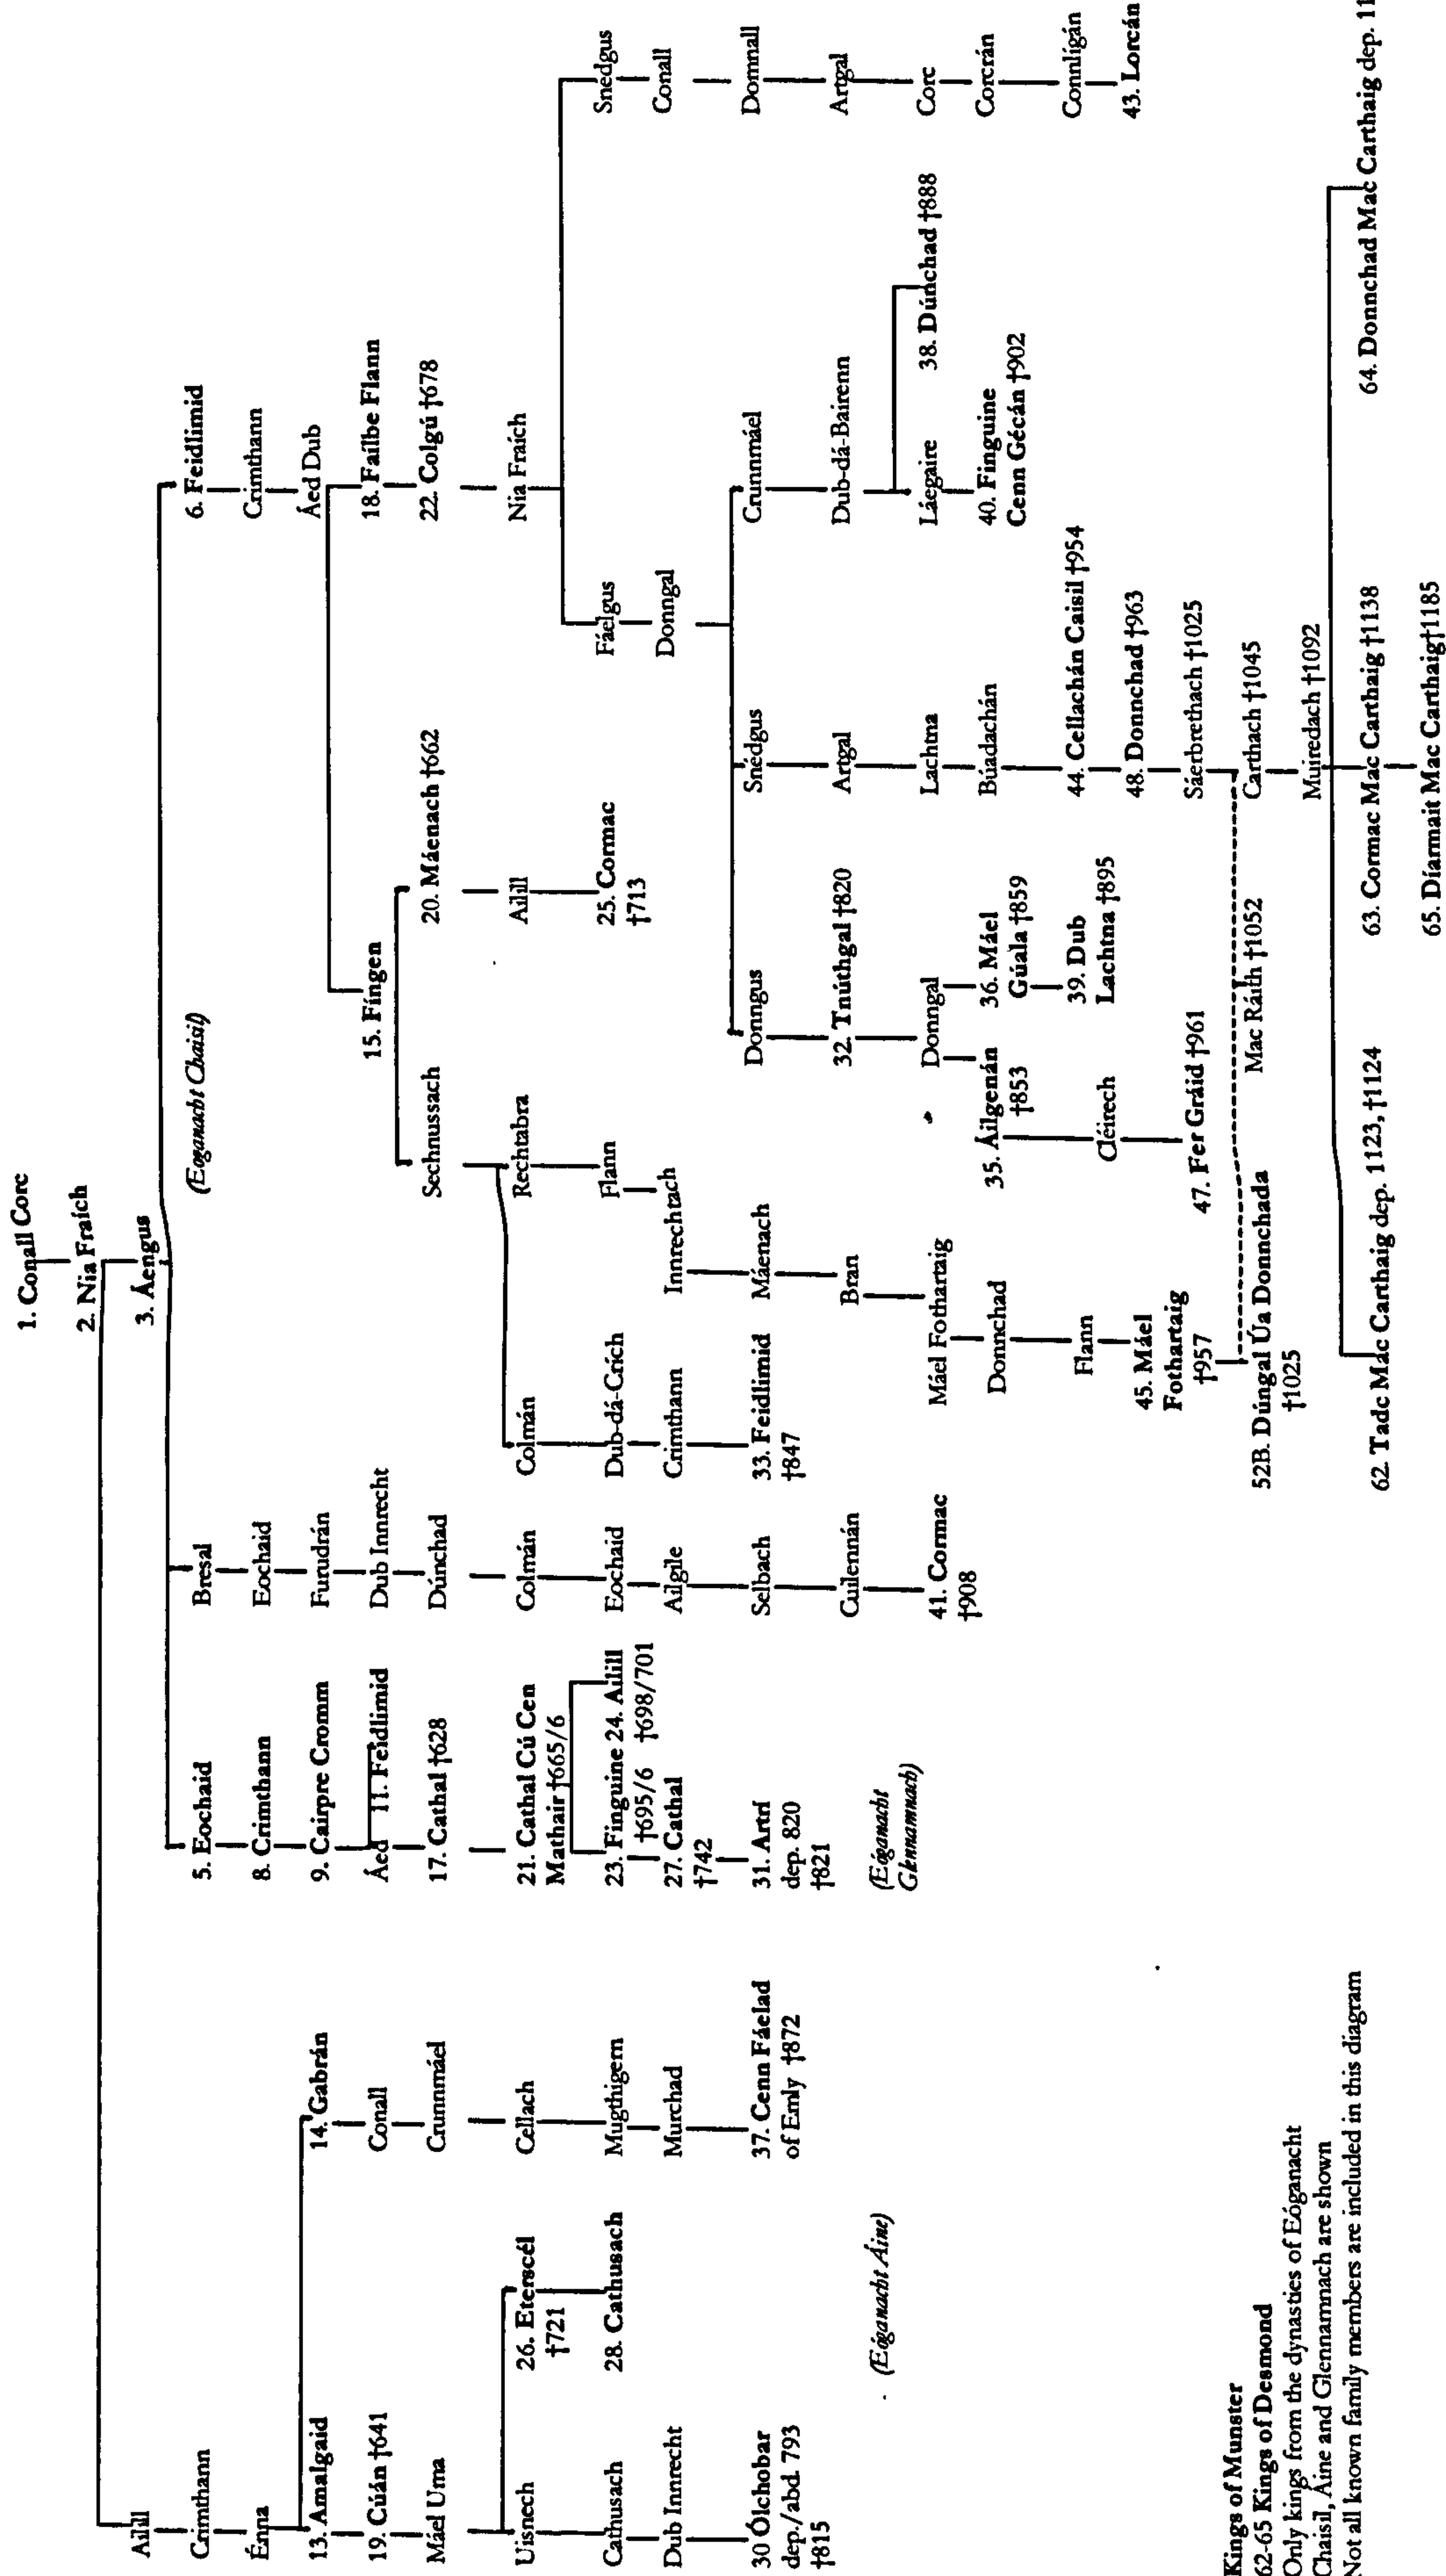 1. Conall Corc
2. Nia Fraích
Ailill
3. Áengus
Crimthann
5. Eochaid
Bresal
(Eoganacht Chaisil)
6. Feidlimid
Énna
8. Crimthann
Eochaid
Crimthann
13. Amalgaid
14. Gabrán
9. Cairpre Cromm
Furudrán
Áed Dub
19. Cúán †641
Conall
Áed
11. Feidlimid
Dub Innrecht
15. Fíngen
18. Faílbe Flann
Máel Uma
Crunnmáel
17. Cathal †628
Dúnchad
Sechnussach
20. Máenach †662
22. Colgú †678
Uisnech
26. Eterscél
†721
Cellach
21. Cathal Cú Cen
Mathair †665/6
Colmán
Colmán
Rechtabra
Ailill
Nia Fraích
Cathusach
28. Cathusach
Mugthigern
23. Finguine 24. Ailill
†695/6 †698/701
Eochaid
Dub-dá-Crích
Flann
25. Cormac
†713
Fáelgus
Snedgus
Dub Innrecht
Murchad
27. Cathal
†742
Ailgile
Crimthann
Innrechtach
Donngal
Conall
30 Ólchobar
dep./abd. 793
†815
37. Cenn Fáelad
of Emly †872
31. Artrí
dep. 820
†821
Selbach
33. Feidlimid
†847
Máenach
Donngus
Snédgus
Crunnmáel
Domnall
Cuilennán
Bran
32. Tnúthgal †820
Artgal
Dub-dá-Bairenn
Artgal
(Eóganacht Áine)
(Eóganacht
Glennamnach)
41. Cormac
†908
Máel Fothartaig
Donngal
Lachtna
Láegaire
38. Dúnchad †888
Corc
Donnchad
35. Áilgenán
†853
36. Máel
Gúala †859
Búadachán
40. Finguine
Cenn Gécán †902
Corcrán
Flann
Cléirech
39. Dub
Lachtna †895
44. Cellachán Caisil †954
Connlígán
45. Máel
Fothartaig
†957
48. Donnchad †963
43. Lorcán
47. Fer Gráid †961
Sáerbrethach †1025
52B. Dúngal Úa Donnchada
†1025
Mac Ráith †1052
Carthach †1045
Muiredach †1092
62. Tadc Mac Carthaig dep. 1123, †1124
63. Cormac Mac Carthaig †1138
64. Donnchad Mac Carthaig dep. 11
65. Díarmait Mac Carthaig†1185
Kings of Munster
62-65 Kings of Desmond
Only kings from the dynasties of Eóganacht
Chaisil, Áine and Glennamnach are shown
Not all known family members are included in this diagram